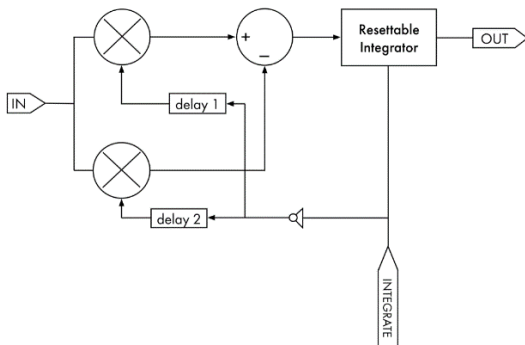 Resettable
Integrator
OUT
+
−
IN
delay 1
delay 2
INTEGRATE